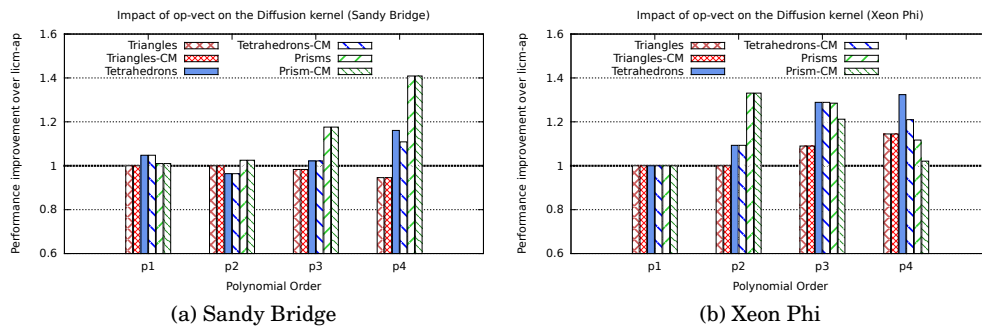 Impact of op-vect on the Diffusion kernel (Sandy Bridge)
Performance improvement over licm-ap
1.6
1.4
1.2
1
0.8
0.6
Triangles
Triangles-CM
Tetrahedrons
Tetrahedrons-CM
Prisms
Prism-CM
p1 p2 p3 p4
Polynomial Order
(a) Sandy Bridge
Impact of op-vect on the Diffusion kernel (Xeon Phi)
Performance improvement over licm-ap
1.6
1.4
1.2
1
0.8
0.6
Triangles
Triangles-CM
Tetrahedrons
Tetrahedrons-CM
Prisms
Prism-CM
p1 p2 p3 p4
Polynomial Order
(b) Xeon Phi